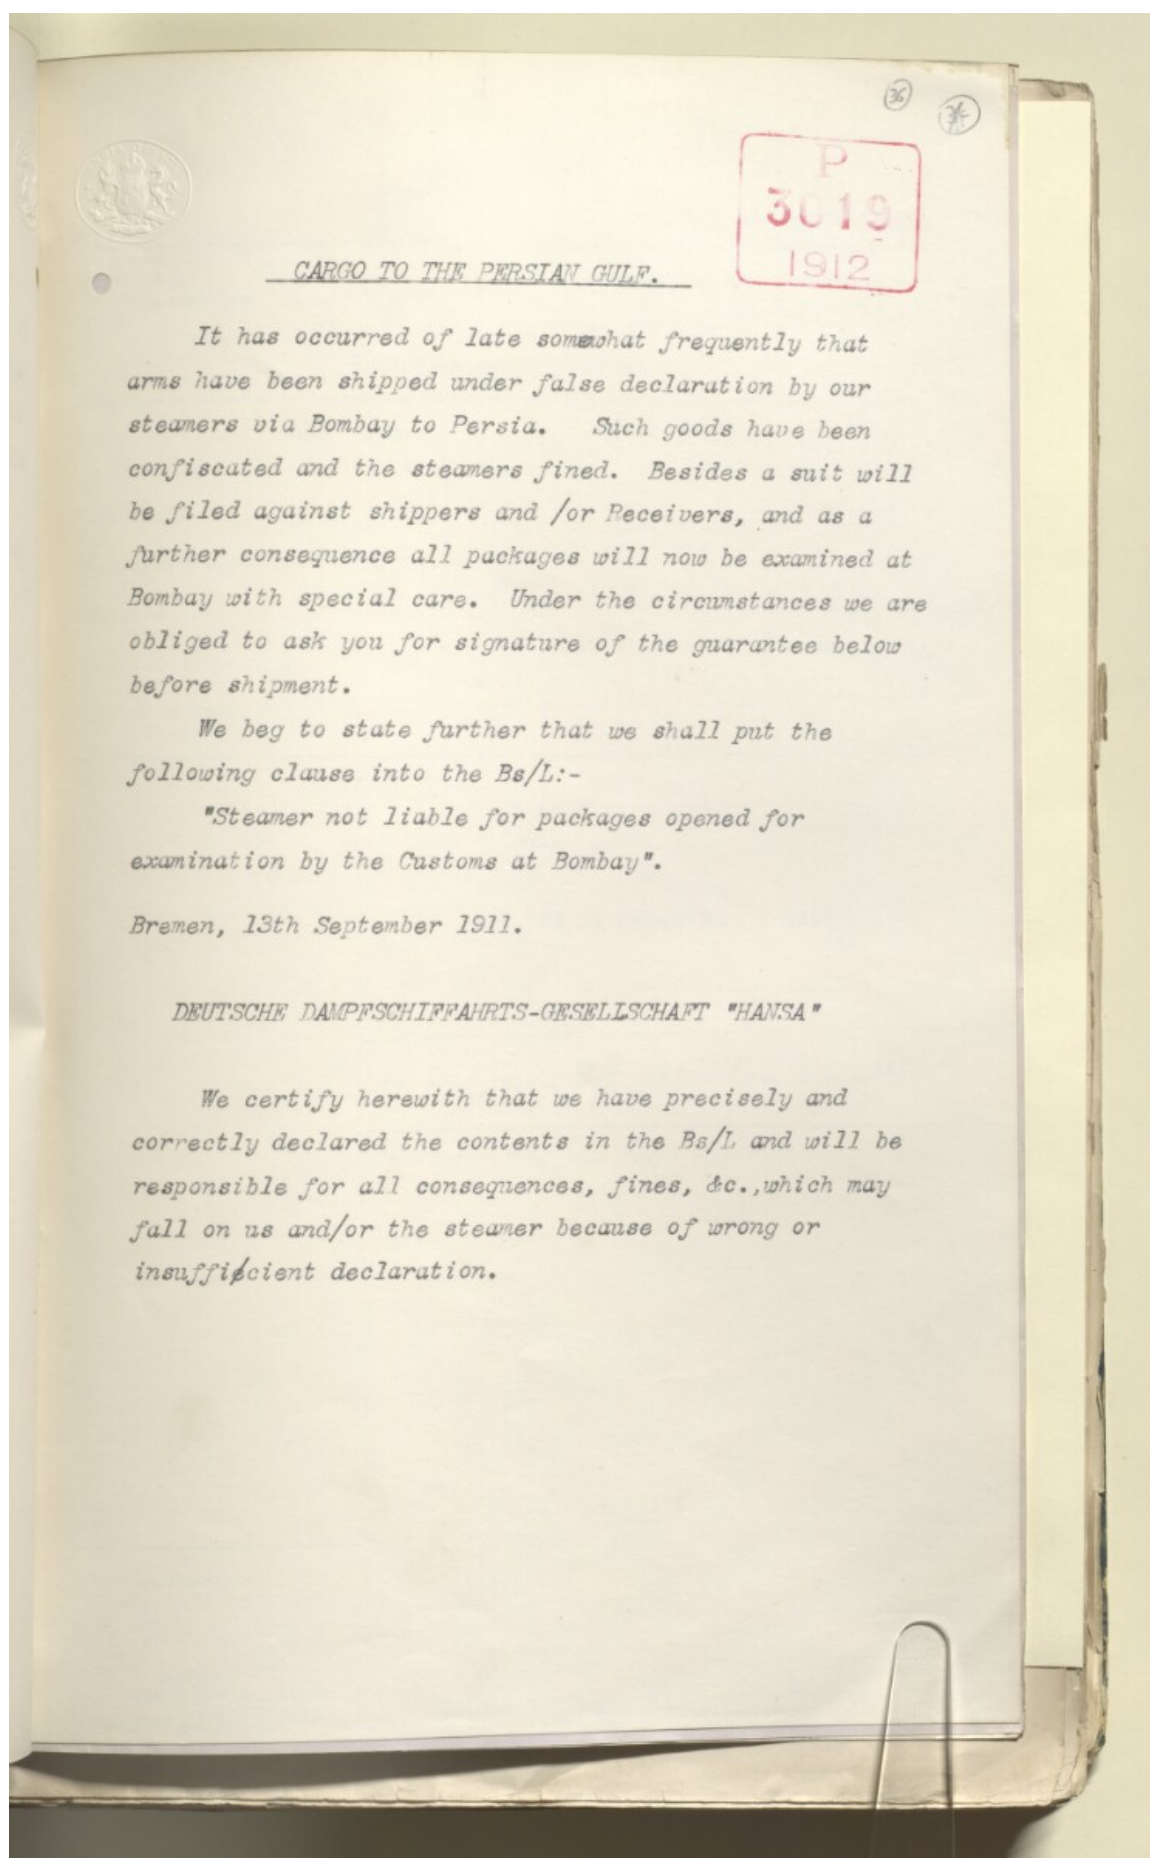 36
P
3019
1912
CARGO TO THE PERSIAN GULF.
It has occurred of late somewhat frequently that
arms have been shipped under false declaration by our
steamers via Bombay to Persia. Such goods have been
confiscated and the steamers fined. Besides a suit will
be filed against shippers and /or Receivers, and as a
further consequence all packages will now be examined at
Bombay with special care. Under the circumstances we are
obliged to ask you for signature of the guarantee below
before shipment.
We beg to state further that we shall put the
following clause into the Bs/L:-
"Steamer not liable for packages opened for
examination by the Customs at Bombay".
Bremen, 13th September 1911.
DEUTSCHE DAMPFSCHIFFAHRTS-GESELLSCHAFT "HANSA"
We certify herewith that we have precisely and
correctly declared the contents in the Bs/L and will be
responsible for all consequences, fines, &c.,which may
fall on us and/or the steamer because of wrong or
insufficient declaration.